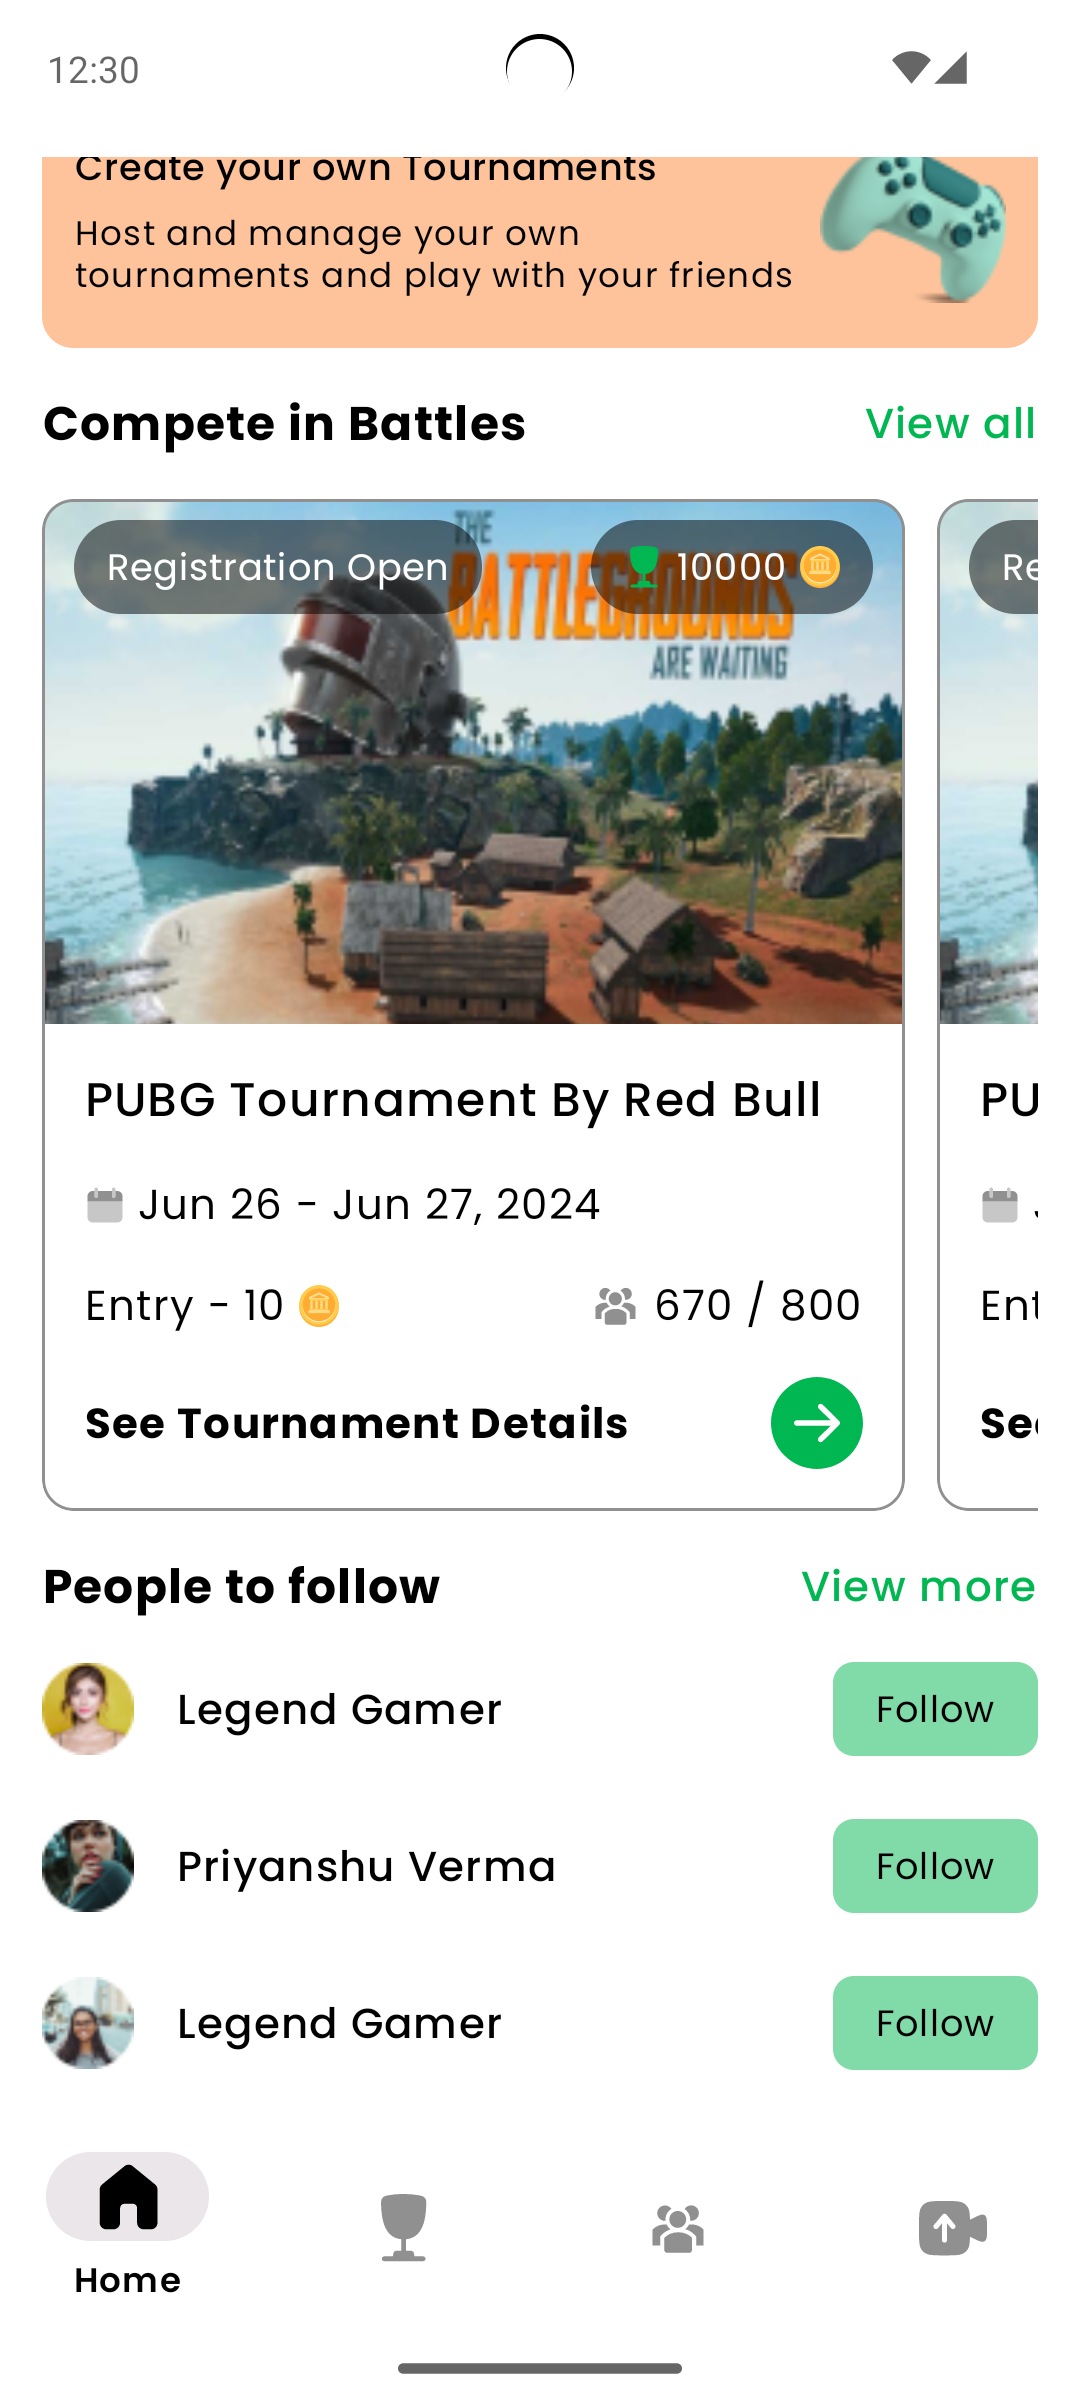 12:30
Create your own Tournaments
Host and manage your own
tournaments and play with your friends
Compete in Battles
View all
THE
Registration Open
10000
Re
BATTLEGROUNDS
ARE WAITING
PUBG Tournament By Red Bull
PU
Jun 26 - Jun 27, 2024
Entry - 10
670 / 800
Ent
See Tournament Details
See
People to follow
View more
Legend Gamer
Follow
Priyanshu Verma
Follow
Legend Gamer
Follow
Home